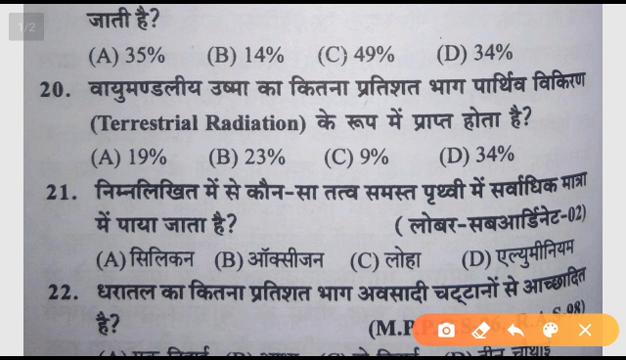 1/2
जाती है?
(A) 35% (B) 14% (C) 49% (D) 34%
20. वायुमण्डलीय उष्मा का कितना प्रतिशत भाग पार्थिव विकिरण
(Terrestrial Radiation) के रूप में प्राप्त होता है?
(A) 19% (B) 23% (C) 9% (D) 34%
21. निम्नलिखित में से कौन-सा तत्व समस्त पृथ्वी में सर्वाधिक मात्रा
में पाया जाता है? (लोबर-सबआर्डिनेट-02)
(A) सिलिकन (B) ऑक्सीजन (C) लोहा (D) एल्युमीनियम
22. धरातल का कितना प्रतिशत भाग अवसादी चट्टानों से आच्छादित
है? (M.P.